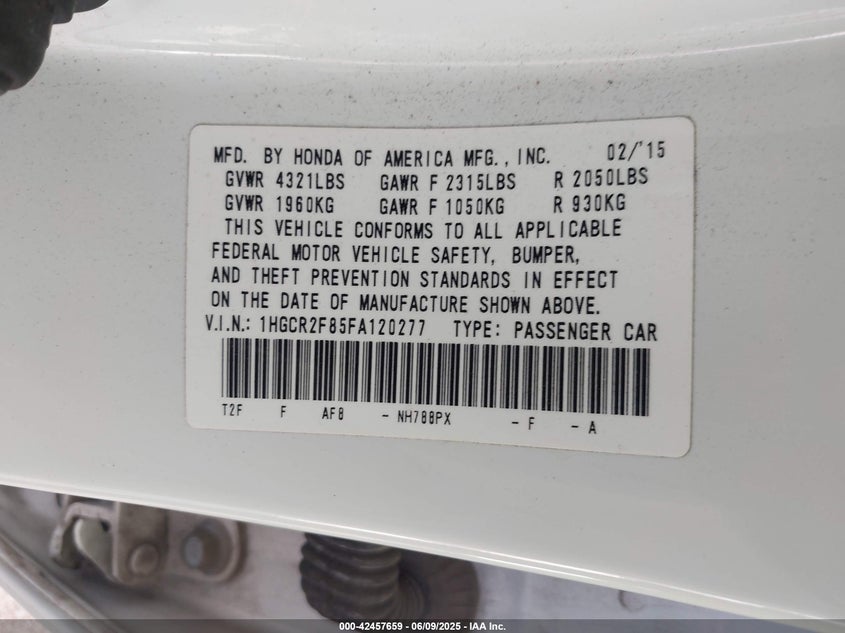 MFD. BY HONDA OF AMERICA MFG., INC. 02/'15
GVWR 4321LBS GAWR F 2315LBS R 2050LBS
GVWR 1960KG GAWR F 1050KG R 930KG
THIS VEHICLE CONFORMS TO ALL APPLICABLE
FEDERAL MOTOR VEHICLE SAFETY, BUMPER,
AND THEFT PREVENTION STANDARDS IN EFFECT
ON THE DATE OF MANUFACTURE SHOWN ABOVE.
V.I.N.: 1HGCR2F85FA120277 TYPE: PASSENGER CAR
T2F F AF8 - NH788PX - F - A
000-42457659 - 06/09/2025 - IAA Inc.